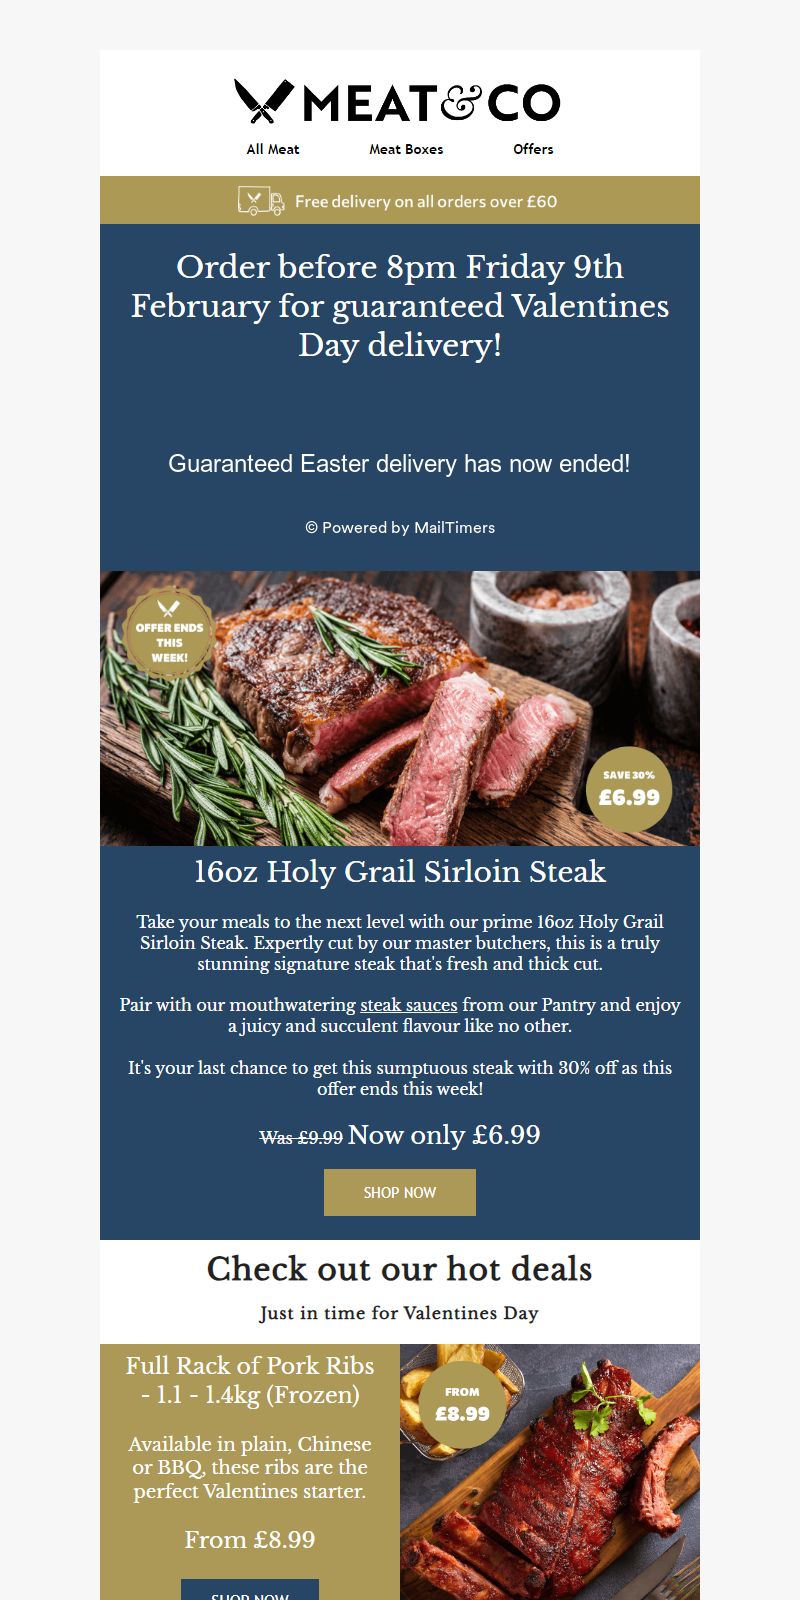 MEAT&CO
All Meat Meat Boxes Offers
Free delivery on all orders over £60
Order before 8pm Friday 9th
February for guaranteed Valentines
Day delivery!
Guaranteed Easter delivery has now ended!
© Powered by MailTimers
OFFER ENDS
THIS
WEEK!
SAVE 30%
£6.99
16oz Holy Grail Sirloin Steak
Take your meals to the next level with our prime 16oz Holy Grail
Sirloin Steak. Expertly cut by our master butchers, this is a truly
stunning signature steak that's fresh and thick cut.
Pair with our mouthwatering steak sauces from our Pantry and enjoy
a juicy and succulent flavour like no other.
It's your last chance to get this sumptuous steak with 30% off as this
offer ends this week!
Was £9.99 Now only £6.99
SHOP NOW
Check out our hot deals
Just in time for Valentines Day
Full Rack of Pork Ribs
- 1.1 - 1.4kg (Frozen)
Available in plain, Chinese
or BBQ, these ribs are the
perfect Valentines starter.
From £8.99
SHOP NOW
FROM
£8.99